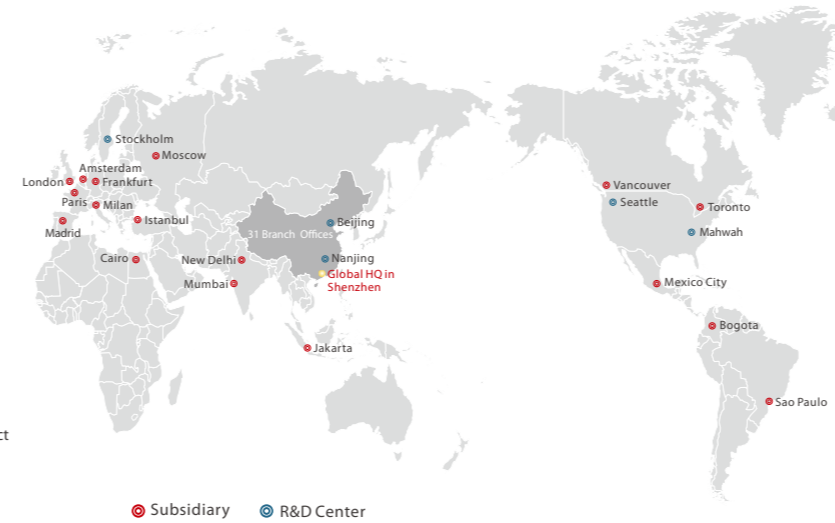 Stockholm
Moscow
Amsterdam
London
Frankfurt
Paris
Milan
Madrid
Istanbul
31 Branch Offices
Beijing
Cairo
New Delhi
Nanjing
Global HQ in
Shenzhen
Mumbai
Jakarta
Vancouver
Seattle
Toronto
Mahwah
Mexico City
Bogota
Sao Paulo
ct
Subsidiary
R&D Center